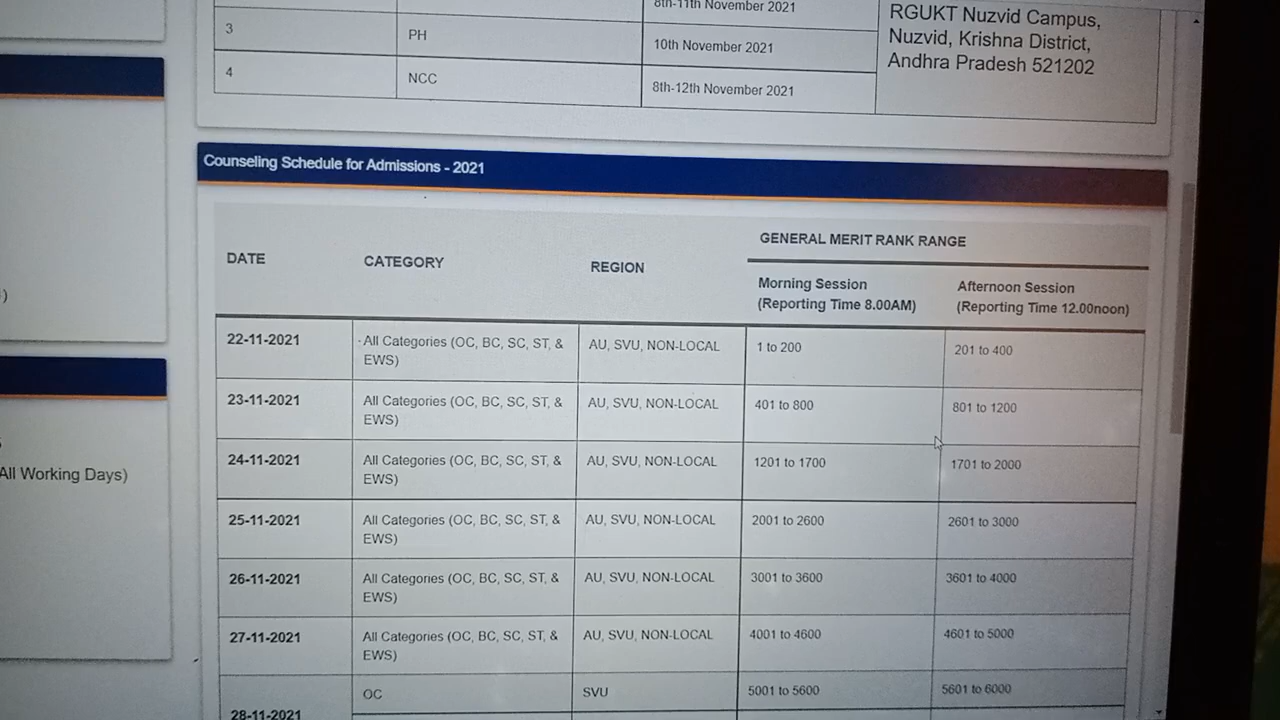 8th-11th November 2021
3
PH
10th November 2021
4
NCC
8th-12th November 2021
RGUKT Nuzvid Campus,
Nuzvid, Krishna District,
Andhra Pradesh 521202
)
All Working Days)
Counseling Schedule for Admissions - 2021
DATE
CATEGORY
REGION
GENERAL MERIT RANK RANGE
Morning Session
(Reporting Time 8.00AM)
Afternoon Session
(Reporting Time 12.00noon)
22-11-2021
All Categories (OC, BC, SC, ST, &
EWS)
AU, SVU, NON-LOCAL
1 to 200
201 to 400
23-11-2021
All Categories (OC, BC, SC, ST, &
EWS)
AU, SVU, NON-LOCAL
401 to 800
801 to 1200
24-11-2021
All Categories (OC, BC, SC, ST, &
EWS)
AU, SVU, NON-LOCAL
1201 to 1700
1701 to 2000
25-11-2021
All Categories (OC, BC, SC, ST, &
EWS)
AU, SVU, NON-LOCAL
2001 to 2600
2601 to 3000
26-11-2021
All Categories (OC, BC, SC, ST, &
EWS)
AU, SVU, NON-LOCAL
3001 to 3600
3601 to 4000
27-11-2021
All Categories (OC, BC, SC, ST, &
EWS)
AU, SVU, NON-LOCAL
4001 to 4600
4601 to 5000
28-11-2021
OC
SVU
5001 to 5600
5601 to 6000